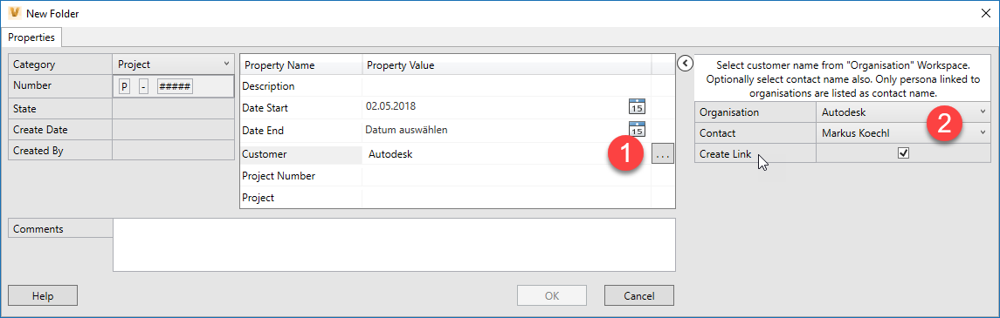 New Folder
Properties
Category Project
Number P - #####
State
Create Date
Created By
Property Name Property Value
Description
Date Start 02.05.2018 15
Date End Datum auswählen 15
Customer Autodesk 1 ...
Project Number
Project
Select customer name from "Organisation" Workspace.
Optionally select contact name also. Only persona linked to
organisations are listed as contact name.
Organisation Autodesk
Contact Markus Koechl
2
Create Link
Comments
Help OK Cancel